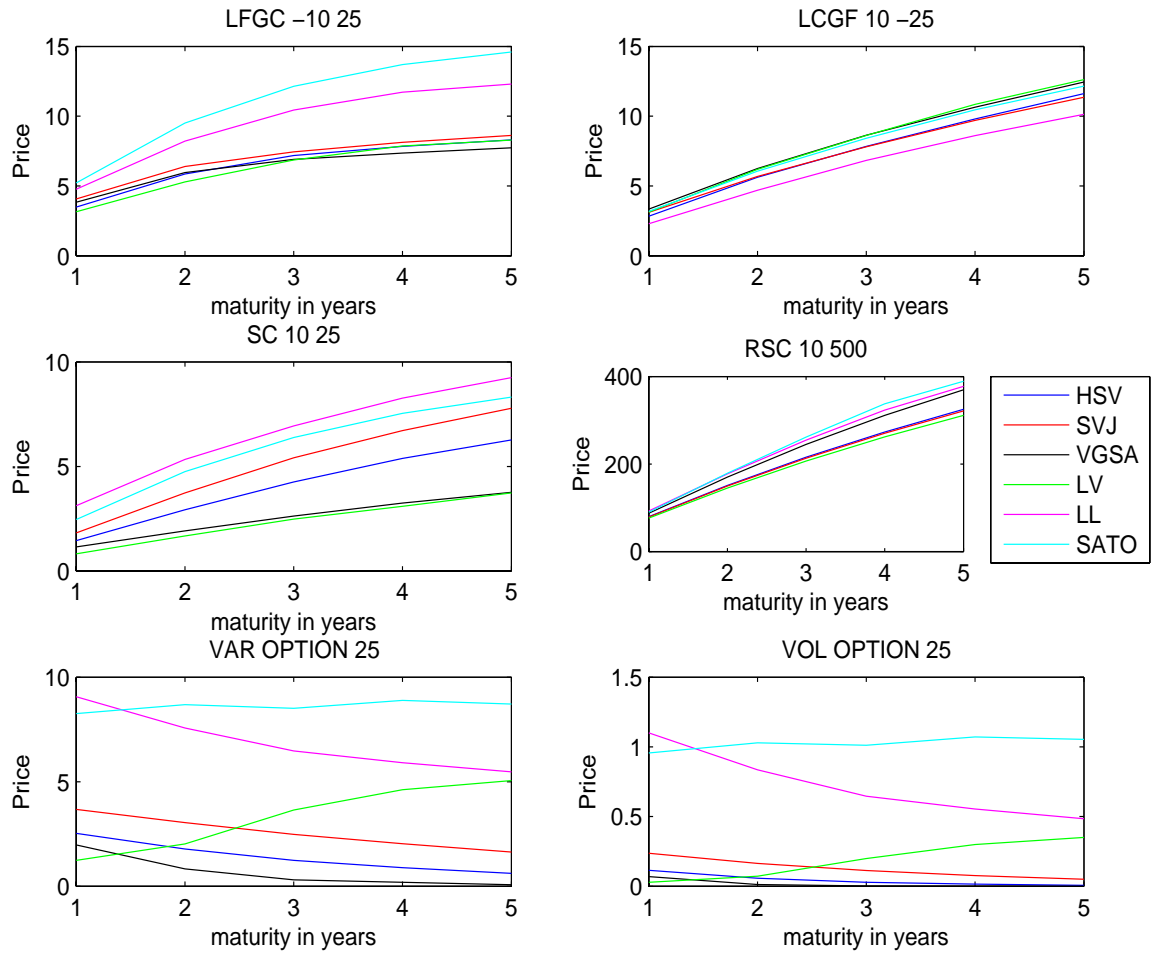 LFGC −10 25
Price
15
10
5
0
1 2 3 4 5
maturity in years
LCGF 10 −25
Price
15
10
5
0
1 2 3 4 5
maturity in years
SC 10 25
Price
10
5
0
1 2 3 4 5
maturity in years
RSC 10 500
Price
400
200
0
1 2 3 4 5
maturity in years
HSV
SVJ
VGSA
LV
LL
SATO
VAR OPTION 25
Price
10
5
0
1 2 3 4 5
maturity in years
VOL OPTION 25
Price
1.5
1
0.5
0
1 2 3 4 5
maturity in years